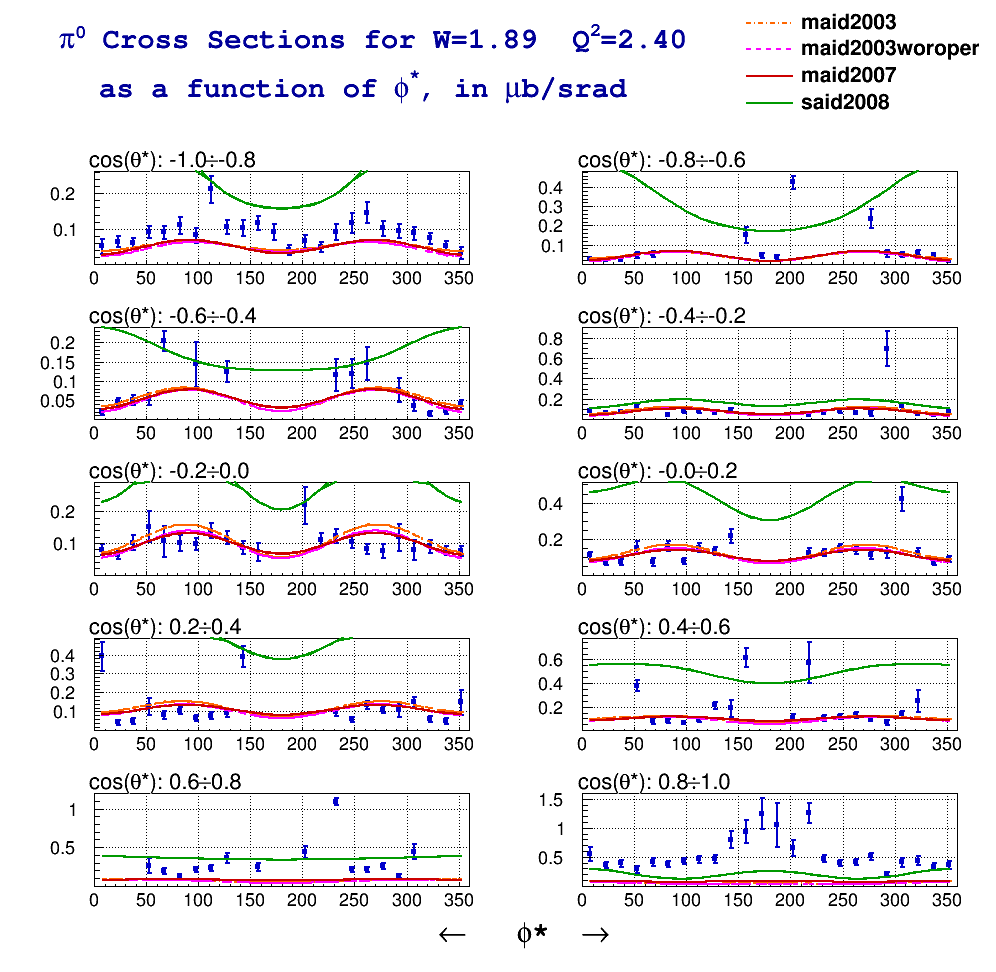 π⁰ Cross Sections for W=1.89 Q²=2.40
as a function of ϕ*, in μb/srad
maid2003
maid2003woroper
maid2007
said2008
cos(θ*): -1.0÷-0.8
0.2
0.1
0 50 100 150 200 250 300 350
cos(θ*): -0.8÷-0.6
0.4
0.3
0.2
0.1
0 50 100 150 200 250 300 350
cos(θ*): -0.6÷-0.4
0.2
0.15
0.1
0.05
0 50 100 150 200 250 300 350
cos(θ*): -0.4÷-0.2
0.8
0.6
0.4
0.2
0 50 100 150 200 250 300 350
cos(θ*): -0.2÷0.0
0.2
0.1
0 50 100 150 200 250 300 350
cos(θ*): -0.0÷0.2
0.4
0.2
0 50 100 150 200 250 300 350
cos(θ*): 0.2÷0.4
0.4
0.3
0.2
0.1
0 50 100 150 200 250 300 350
cos(θ*): 0.4÷0.6
0.6
0.4
0.2
0 50 100 150 200 250 300 350
cos(θ*): 0.6÷0.8
1
0.5
0 50 100 150 200 250 300 350
cos(θ*): 0.8÷1.0
1.5
1
0.5
0 50 100 150 200 250 300 350
← ϕ* →